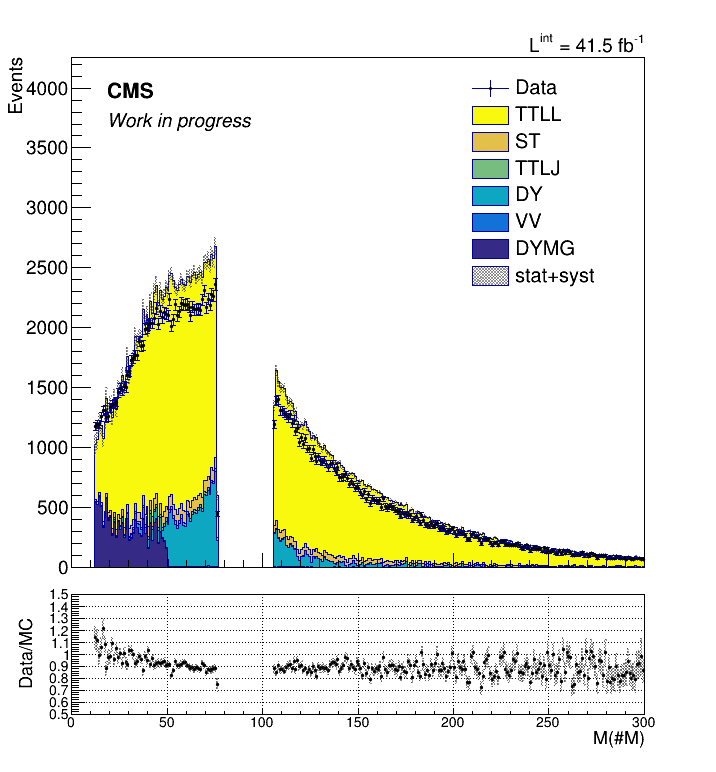 L^int = 41.5 fb^-1
Events
CMS
Work in progress
Data
TTLL
ST
TTLJ
DY
VV
DYMG
stat+syst
4000
3500
3000
2500
2000
1500
1000
500
0
Data/MC
1.5
1.4
1.3
1.2
1.1
1
0.9
0.8
0.7
0.6
0.5
0 50 100 150 200 250 300
M(#M)